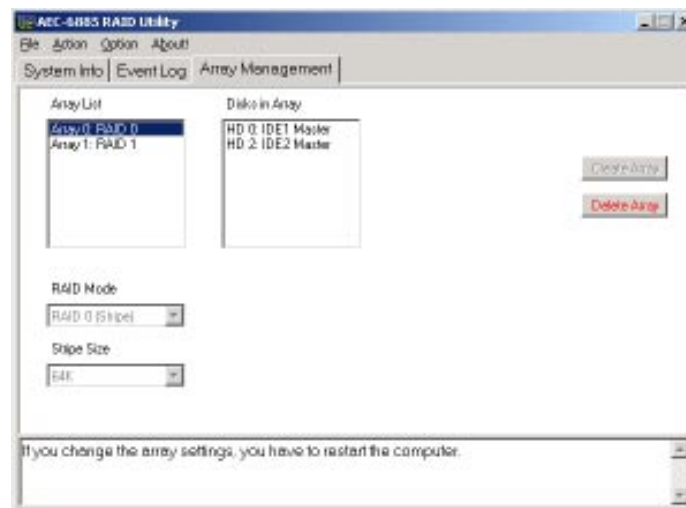 AEC-6885 RAID Utility
File Action Option About!
System Info Event Log Array Management
Array List
Array 0: RAID 0
Array 1: RAID 1
Disks in Array
HD 0: IDE1 Master
HD 2: IDE2 Master
Create Array
Delete Array
RAID Mode
RAID 0 (Stripe)
Stripe Size
64K
If you change the array settings, you have to restart the computer.